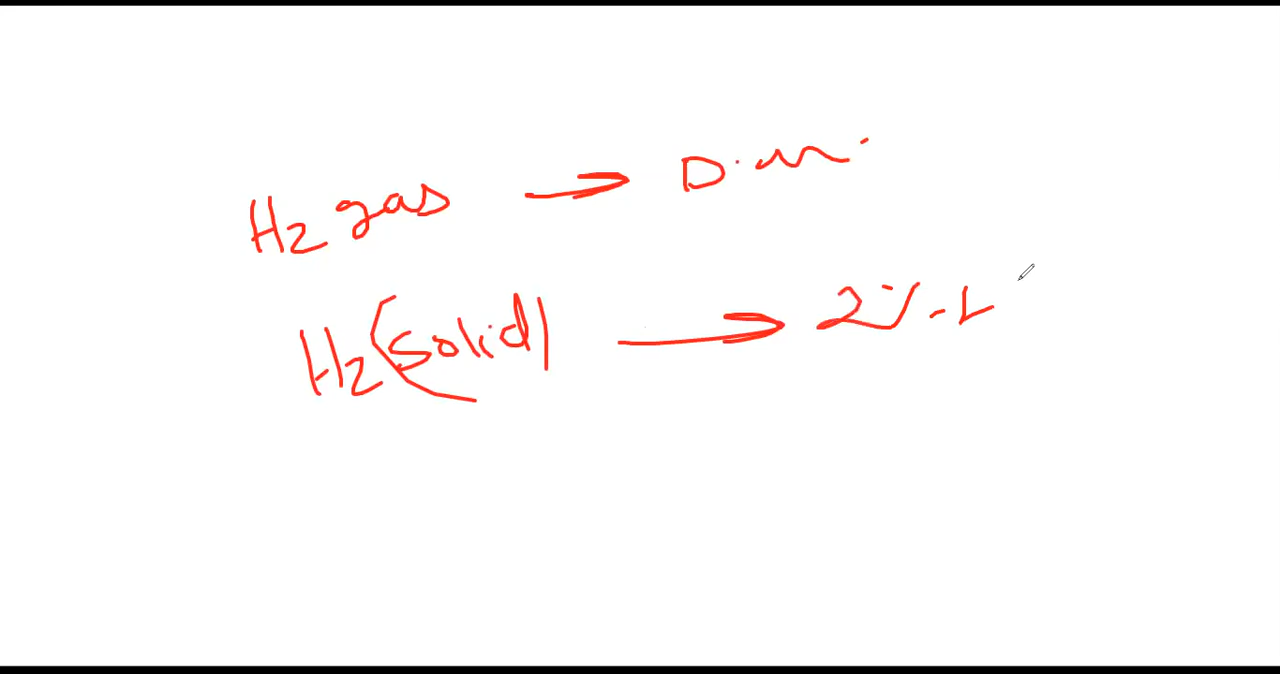 H2 gas → D.m.
H2 (solid) →